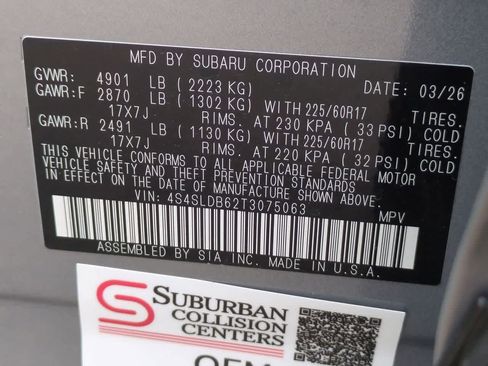 MFD BY SUBARU CORPORATION
GVWR: 4901 LB ( 2223 KG) DATE: 03/26
GAWR:F 2870 LB ( 1302 KG) WITH 225/60R17 TIRES.
17X7J RIMS. AT 230 KPA ( 33 PSI) COLD
GAWR:R 2491 LB ( 1130 KG) WITH 225/60R17 TIRES.
17X7J RIMS. AT 220 KPA ( 32 PSI) COLD
THIS VEHICLE CONFORMS TO ALL APPLICABLE FEDERAL MOTOR
VEHICLE SAFETY AND THEFT PREVENTION STANDARDS
IN EFFECT ON THE DATE OF MANUFACTURE SHOWN ABOVE.
VIN: 4S4SLDB62T3075063 MPV
ASSEMBLED BY SIA INC. MADE IN U.S.A.
SUBURBAN
COLLISION
CENTERS
OEM